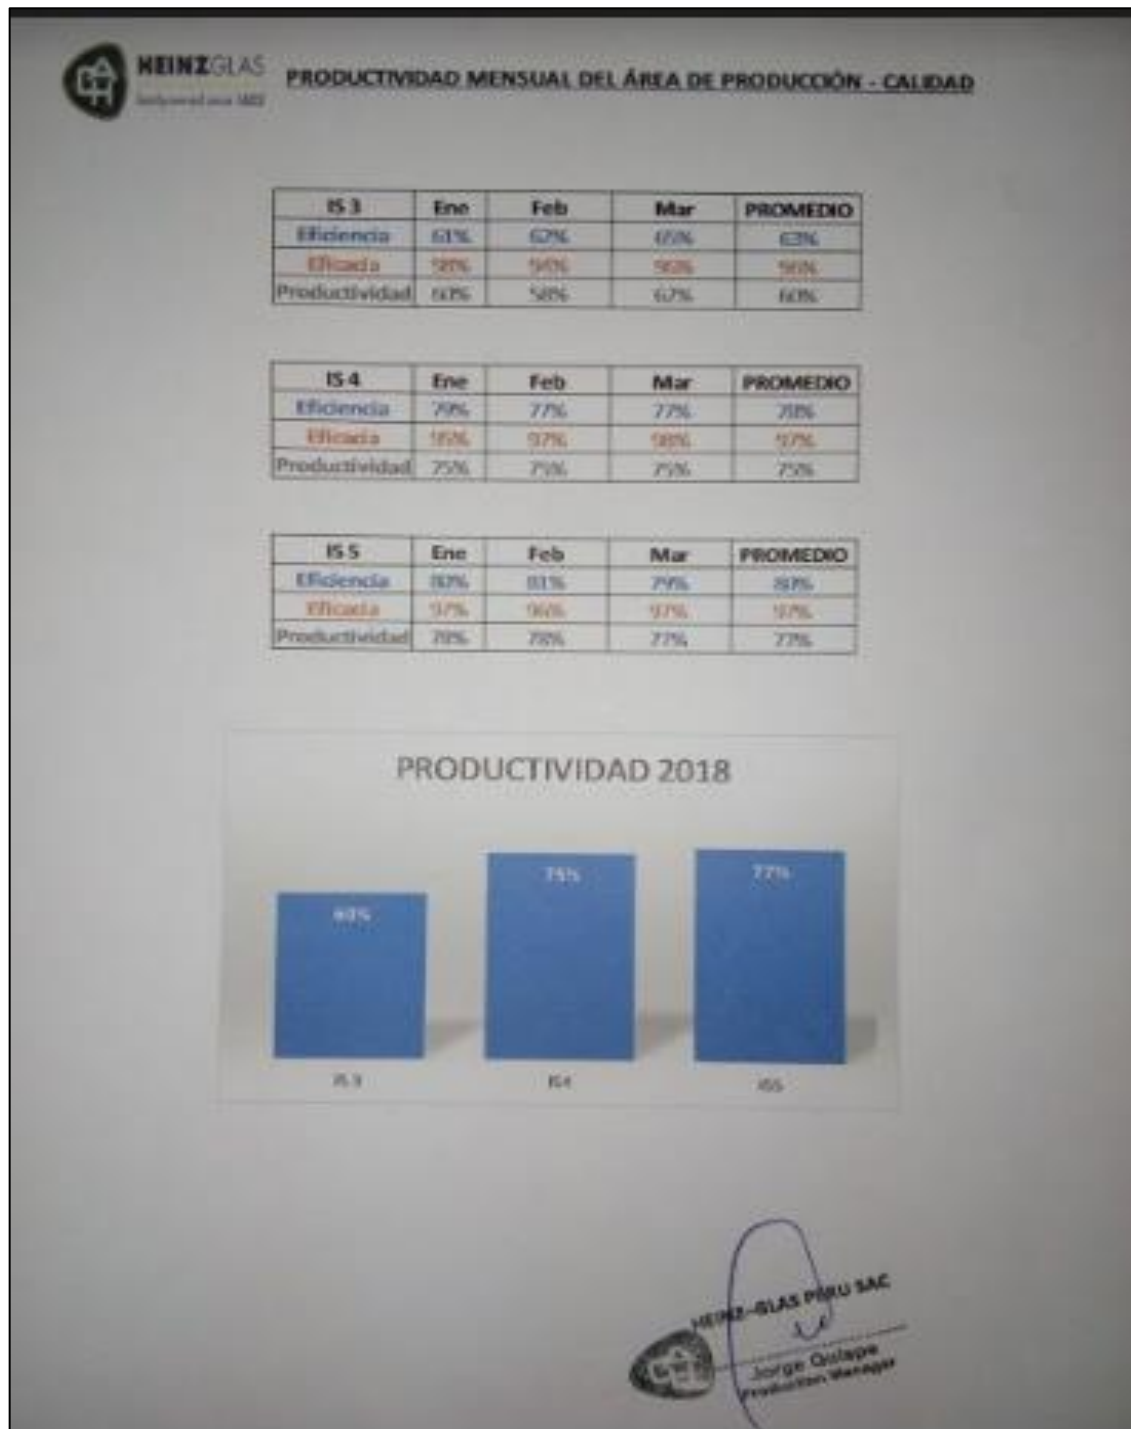 HEINZGLAS
PRODUCTIVIDAD MENSUAL DEL ÁREA DE PRODUCCIÓN - CALIDAD
IS 3 Ene Feb Mar PROMEDIO
Eficiencia 61% 62% 65% 63%
Eficacia 98% 94% 96% 96%
Productividad 60% 58% 62% 60%
IS 4 Ene Feb Mar PROMEDIO
Eficiencia 79% 77% 77% 78%
Eficacia 95% 97% 98% 97%
Productividad 75% 75% 75% 75%
IS 5 Ene Feb Mar PROMEDIO
Eficiencia 80% 81% 79% 80%
Eficacia 97% 96% 97% 97%
Productividad 78% 78% 77% 77%
PRODUCTIVIDAD 2018
60% 75% 77%
IS 3 IS4 IS5
HEINZ-GLAS PERU SAC
Jorge Quispe
Production Manager